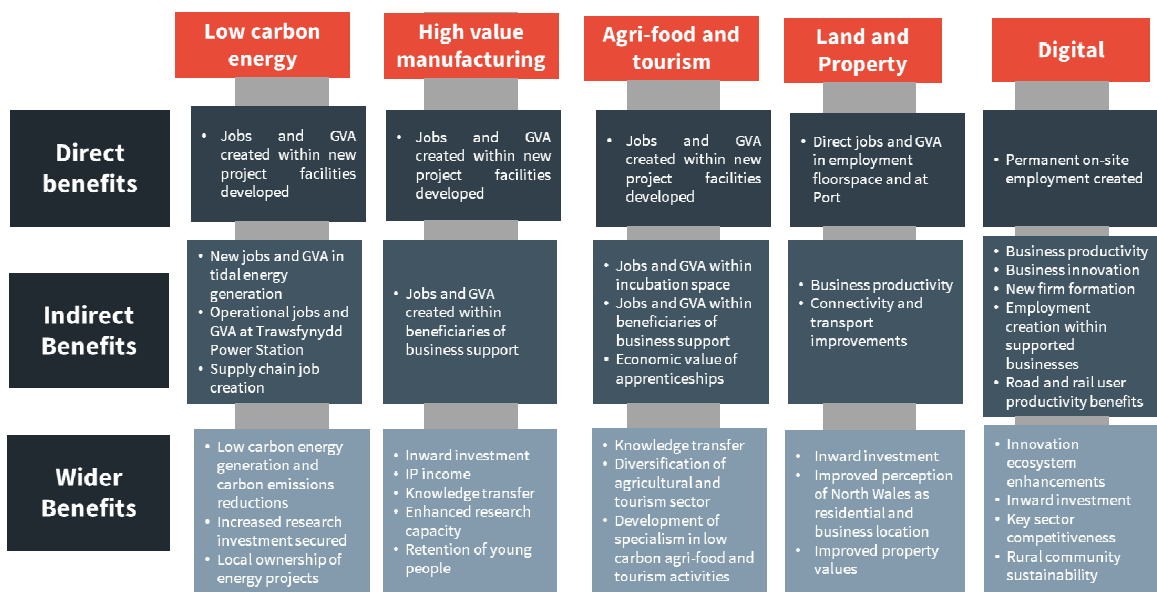 Low carbon
energy
High value
manufacturing
Agri-food and
tourism
Land and
Property
Digital
Direct
benefits
• Jobs and GVA
created within new
project facilities
developed
• Jobs and GVA
created within new
project facilities
developed
• Jobs and GVA
created within new
project facilities
developed
• Direct jobs and GVA
in employment
floorspace and at
Port
• Permanent on-site
employment created
Indirect
Benefits
• New jobs and GVA in
tidal energy
generation
• Operational jobs and
GVA at Trawsfynydd
Power Station
• Supply chain job
creation
• Jobs and GVA
created within
beneficiaries of
business support
• Jobs and GVA within
incubation space
• Jobs and GVA within
beneficiaries of
business support
• Economic value of
apprenticeships
• Business productivity
• Connectivity and
transport
improvements
• Business productivity
• Business innovation
• New firm formation
• Employment
creation within
supported
businesses
• Road and rail user
productivity benefits
Wider
Benefits
• Low carbon energy
generation and
carbon emissions
reductions
• Increased research
investment secured
• Local ownership of
energy projects
• Inward investment
• IP income
• Knowledge transfer
• Enhanced research
capacity
• Retention of young
people
• Knowledge transfer
• Diversification of
agricultural and
tourism sector
• Development of
specialism in low
carbon agri-food and
tourism activities
• Inward investment
• Improved perception
of North Wales as
residential and
business location
• Improved property
values
• Innovation
ecosystem
enhancements
• Inward investment
• Key sector
competitiveness
• Rural community
sustainability